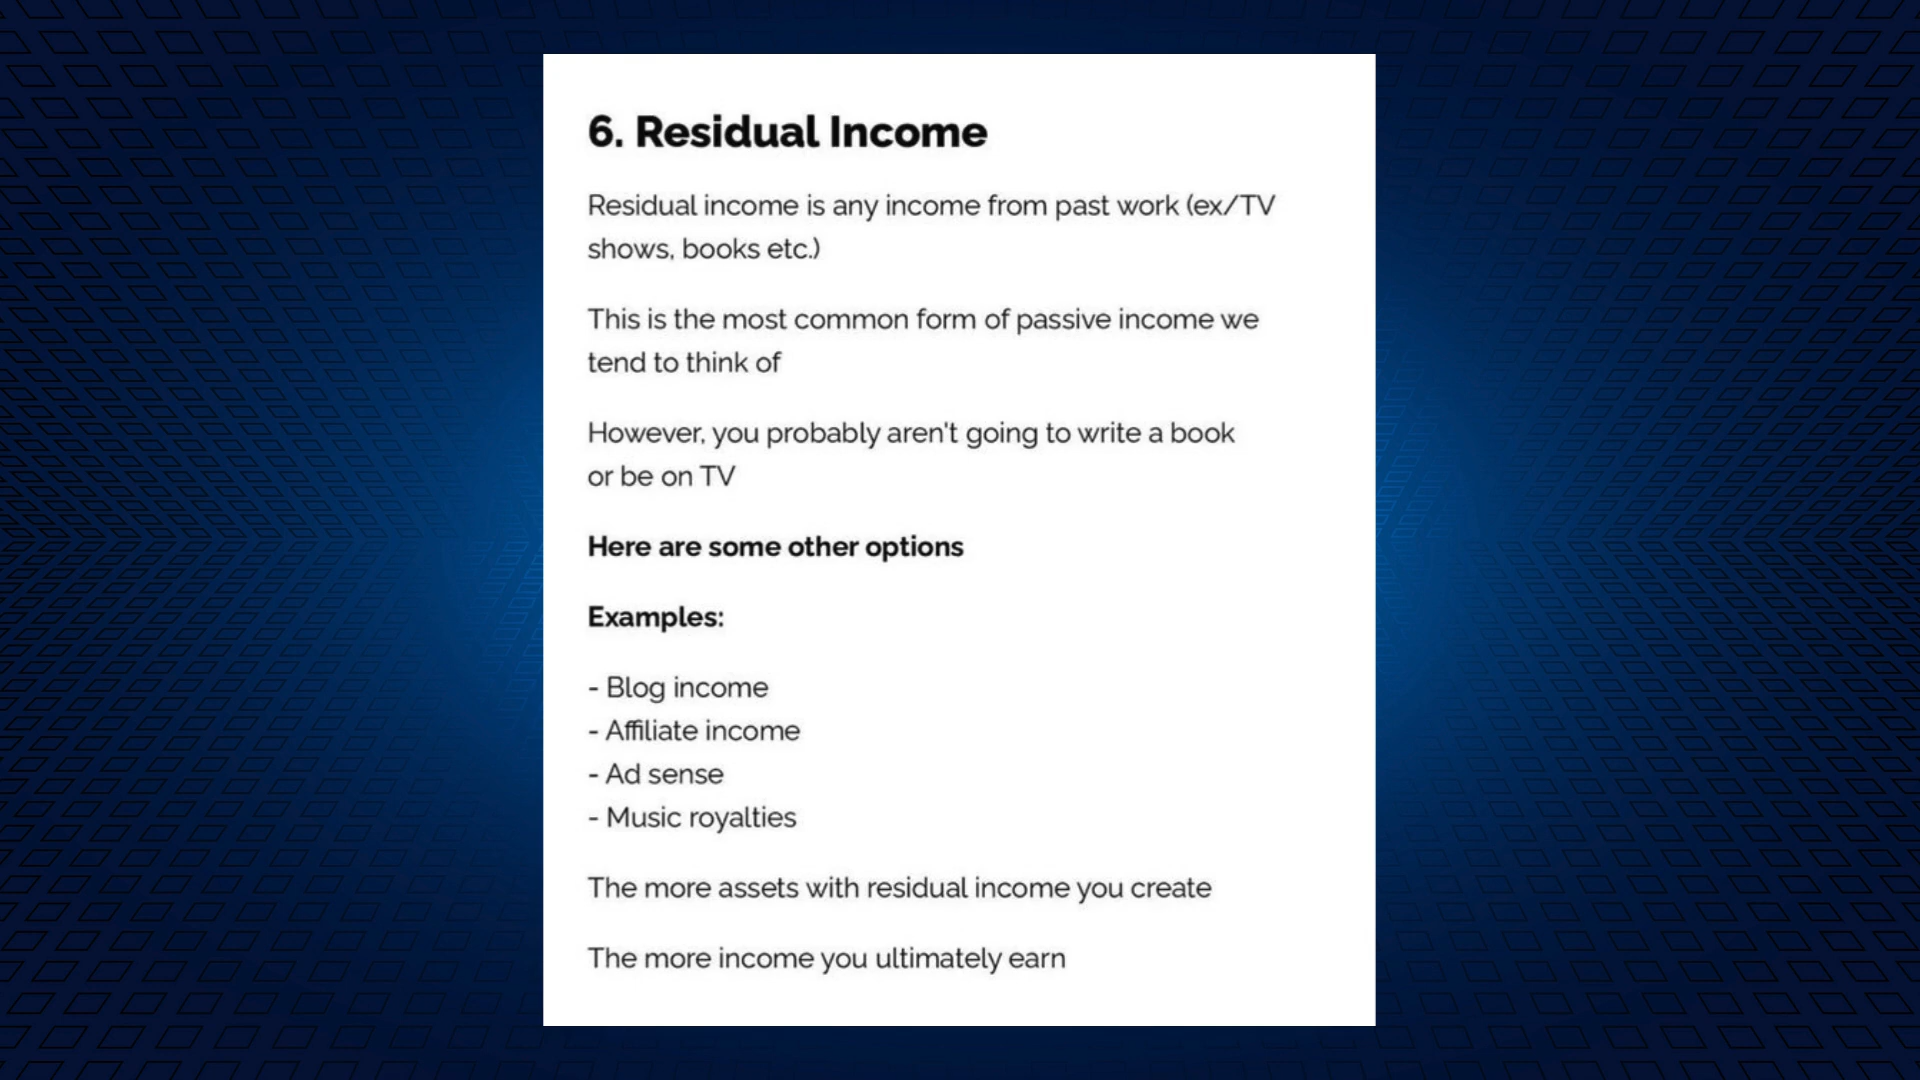 6. Residual Income
Residual income is any income from past work (ex/TV
shows, books etc.)
This is the most common form of passive income we
tend to think of
However, you probably aren't going to write a book
or be on TV
Here are some other options
Examples:
- Blog income
- Affiliate income
- Ad sense
- Music royalties
The more assets with residual income you create
The more income you ultimately earn